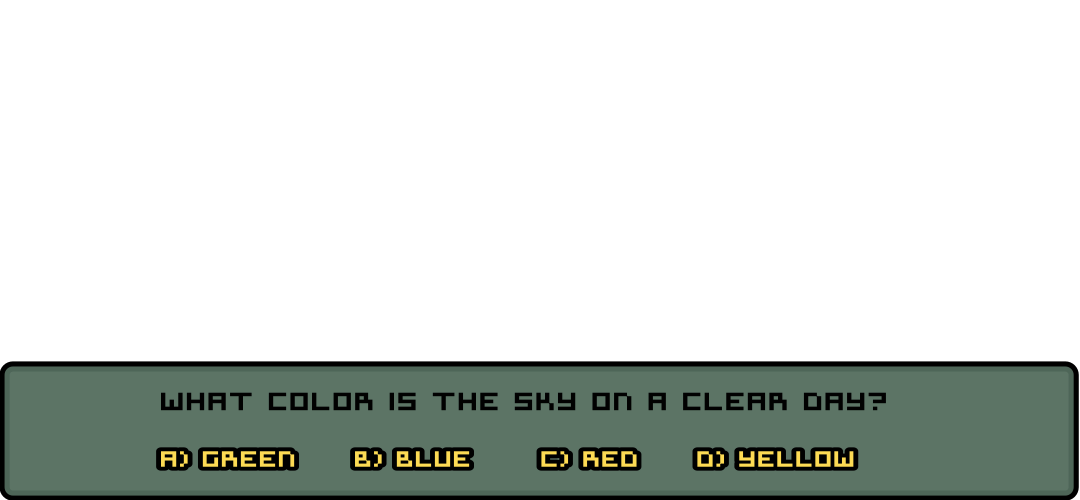 WHAT COLOR IS THE SKY ON A CLEAR DAY?
A) GREEN B) BLUE C) RED D) YELLOW